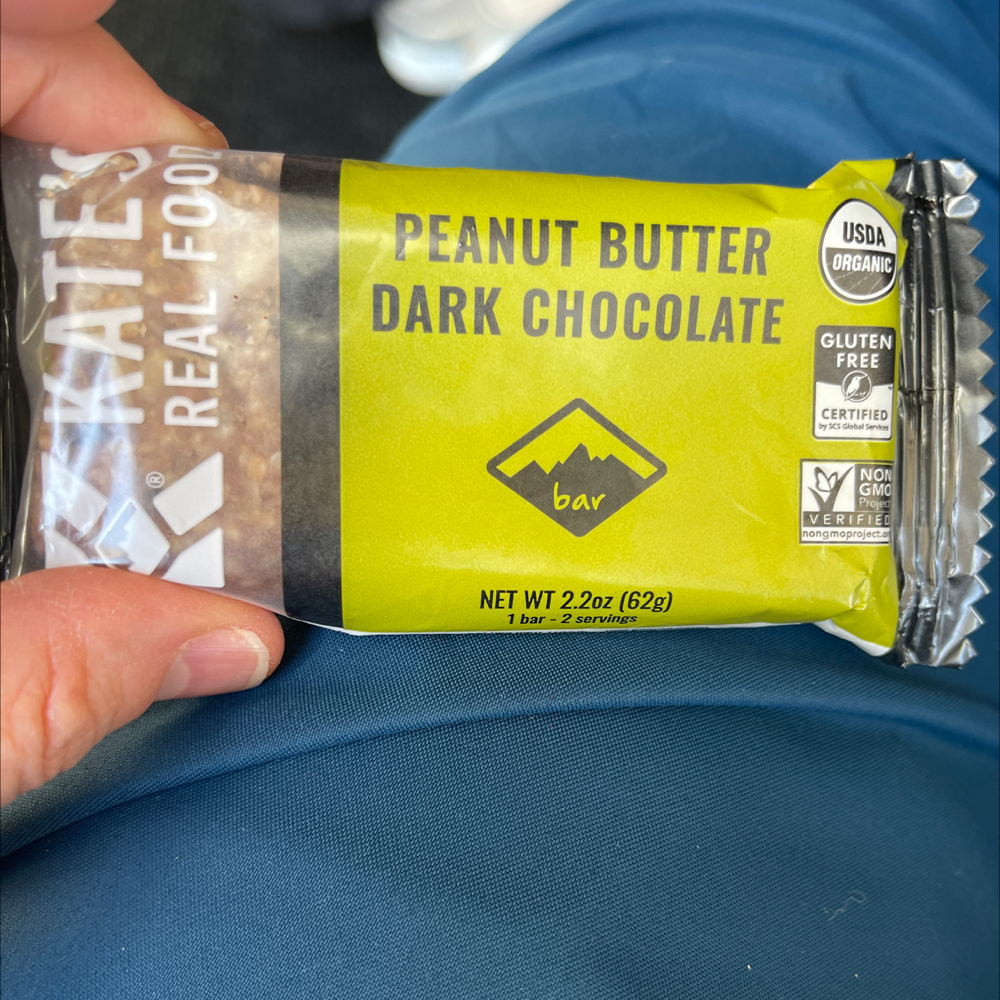 KATE'S
REAL FOOD
K®
PEANUT BUTTER
DARK CHOCOLATE
bar
NET WT 2.2oz (62g)
1 bar - 2 servings
USDA
ORGANIC
GLUTEN
FREE
CERTIFIED
by SCS Global Services
NON
GMO
Project
VERIFIED
nongmoproject.or